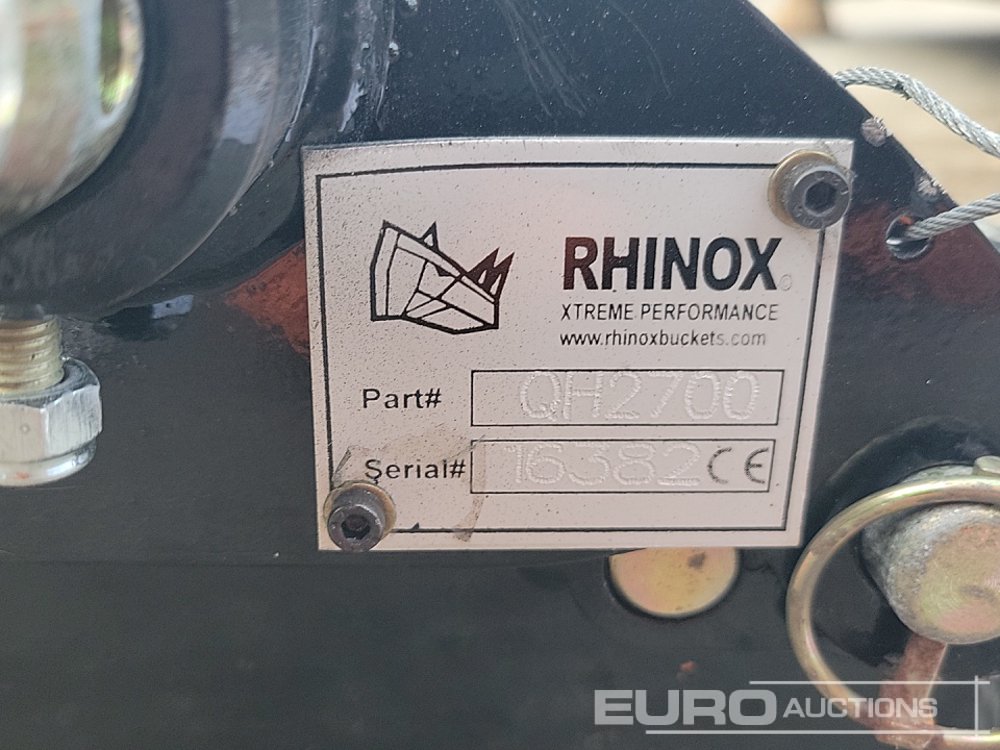 RHINOX
XTREME PERFORMANCE
www.rhinoxbuckets.com
Part# QH2700
Serial# 16382 CE
EURO AUCTIONS